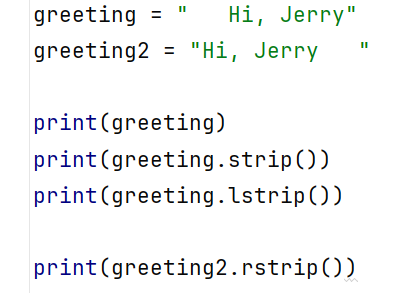 greeting = "   Hi, Jerry"
greeting2 = "Hi, Jerry   "
print(greeting)
print(greeting.strip())
print(greeting.lstrip())
print(greeting2.rstrip())